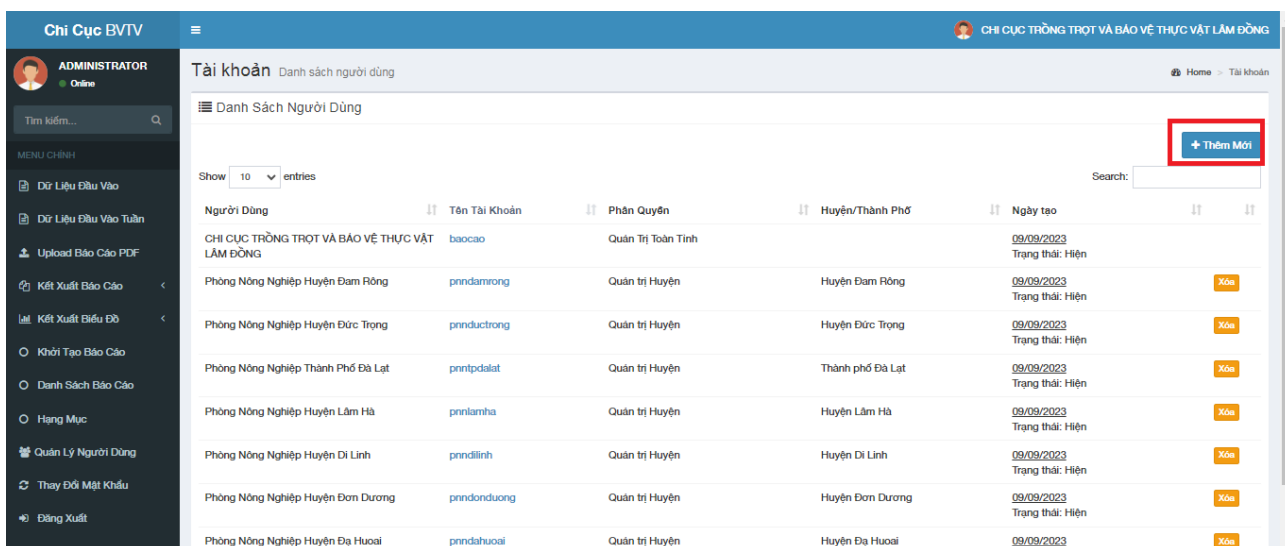 Chi Cục BVTV
CHI CỤC TRỒNG TRỌT VÀ BẢO VỆ THỰC VẬT LÂM ĐỒNG
ADMINISTRATOR
Online
Tìm kiếm...
MENU CHÍNH
Dữ Liệu Đầu Vào
Dữ Liệu Đầu Vào Tuần
Upload Báo Cáo PDF
Kết Xuất Báo Cáo
Kết Xuất Biểu Đồ
Khởi Tạo Báo Cáo
Danh Sách Báo Cáo
Hạng Mục
Quản Lý Người Dùng
Thay Đổi Mật Khẩu
Đăng Xuất
Tài khoản Danh sách người dùng
Home > Tài khoản
Danh Sách Người Dùng
+ Thêm Mới
Show 10 entries
Search:
Người Dùng Tên Tài Khoản Phân Quyền Huyện/Thành Phố Ngày tạo
CHI CỤC TRỒNG TRỌT VÀ BẢO VỆ THỰC VẬT baocao Quản Trị Toàn Tỉnh 09/09/2023
LÂM ĐỒNG Trạng thái: Hiện
Phòng Nông Nghiệp Huyện Đam Rông pnndamrong Quản trị Huyện Huyện Đam Rông 09/09/2023 Xóa
Trạng thái: Hiện
Phòng Nông Nghiệp Huyện Đức Trọng pnnductrong Quản trị Huyện Huyện Đức Trọng 09/09/2023 Xóa
Trạng thái: Hiện
Phòng Nông Nghiệp Thành Phố Đà Lạt pnntpdalat Quản trị Huyện Thành phố Đà Lạt 09/09/2023 Xóa
Trạng thái: Hiện
Phòng Nông Nghiệp Huyện Lâm Hà pnnlamha Quản trị Huyện Huyện Lâm Hà 09/09/2023 Xóa
Trạng thái: Hiện
Phòng Nông Nghiệp Huyện Di Linh pnndilinh Quản trị Huyện Huyện Di Linh 09/09/2023 Xóa
Trạng thái: Hiện
Phòng Nông Nghiệp Huyện Đơn Dương pnndonduong Quản trị Huyện Huyện Đơn Dương 09/09/2023 Xóa
Trạng thái: Hiện
Phòng Nông Nghiệp Huyện Đạ Huoai pnndahuoai Quản trị Huyện Huyện Đạ Huoai 09/09/2023 Xóa